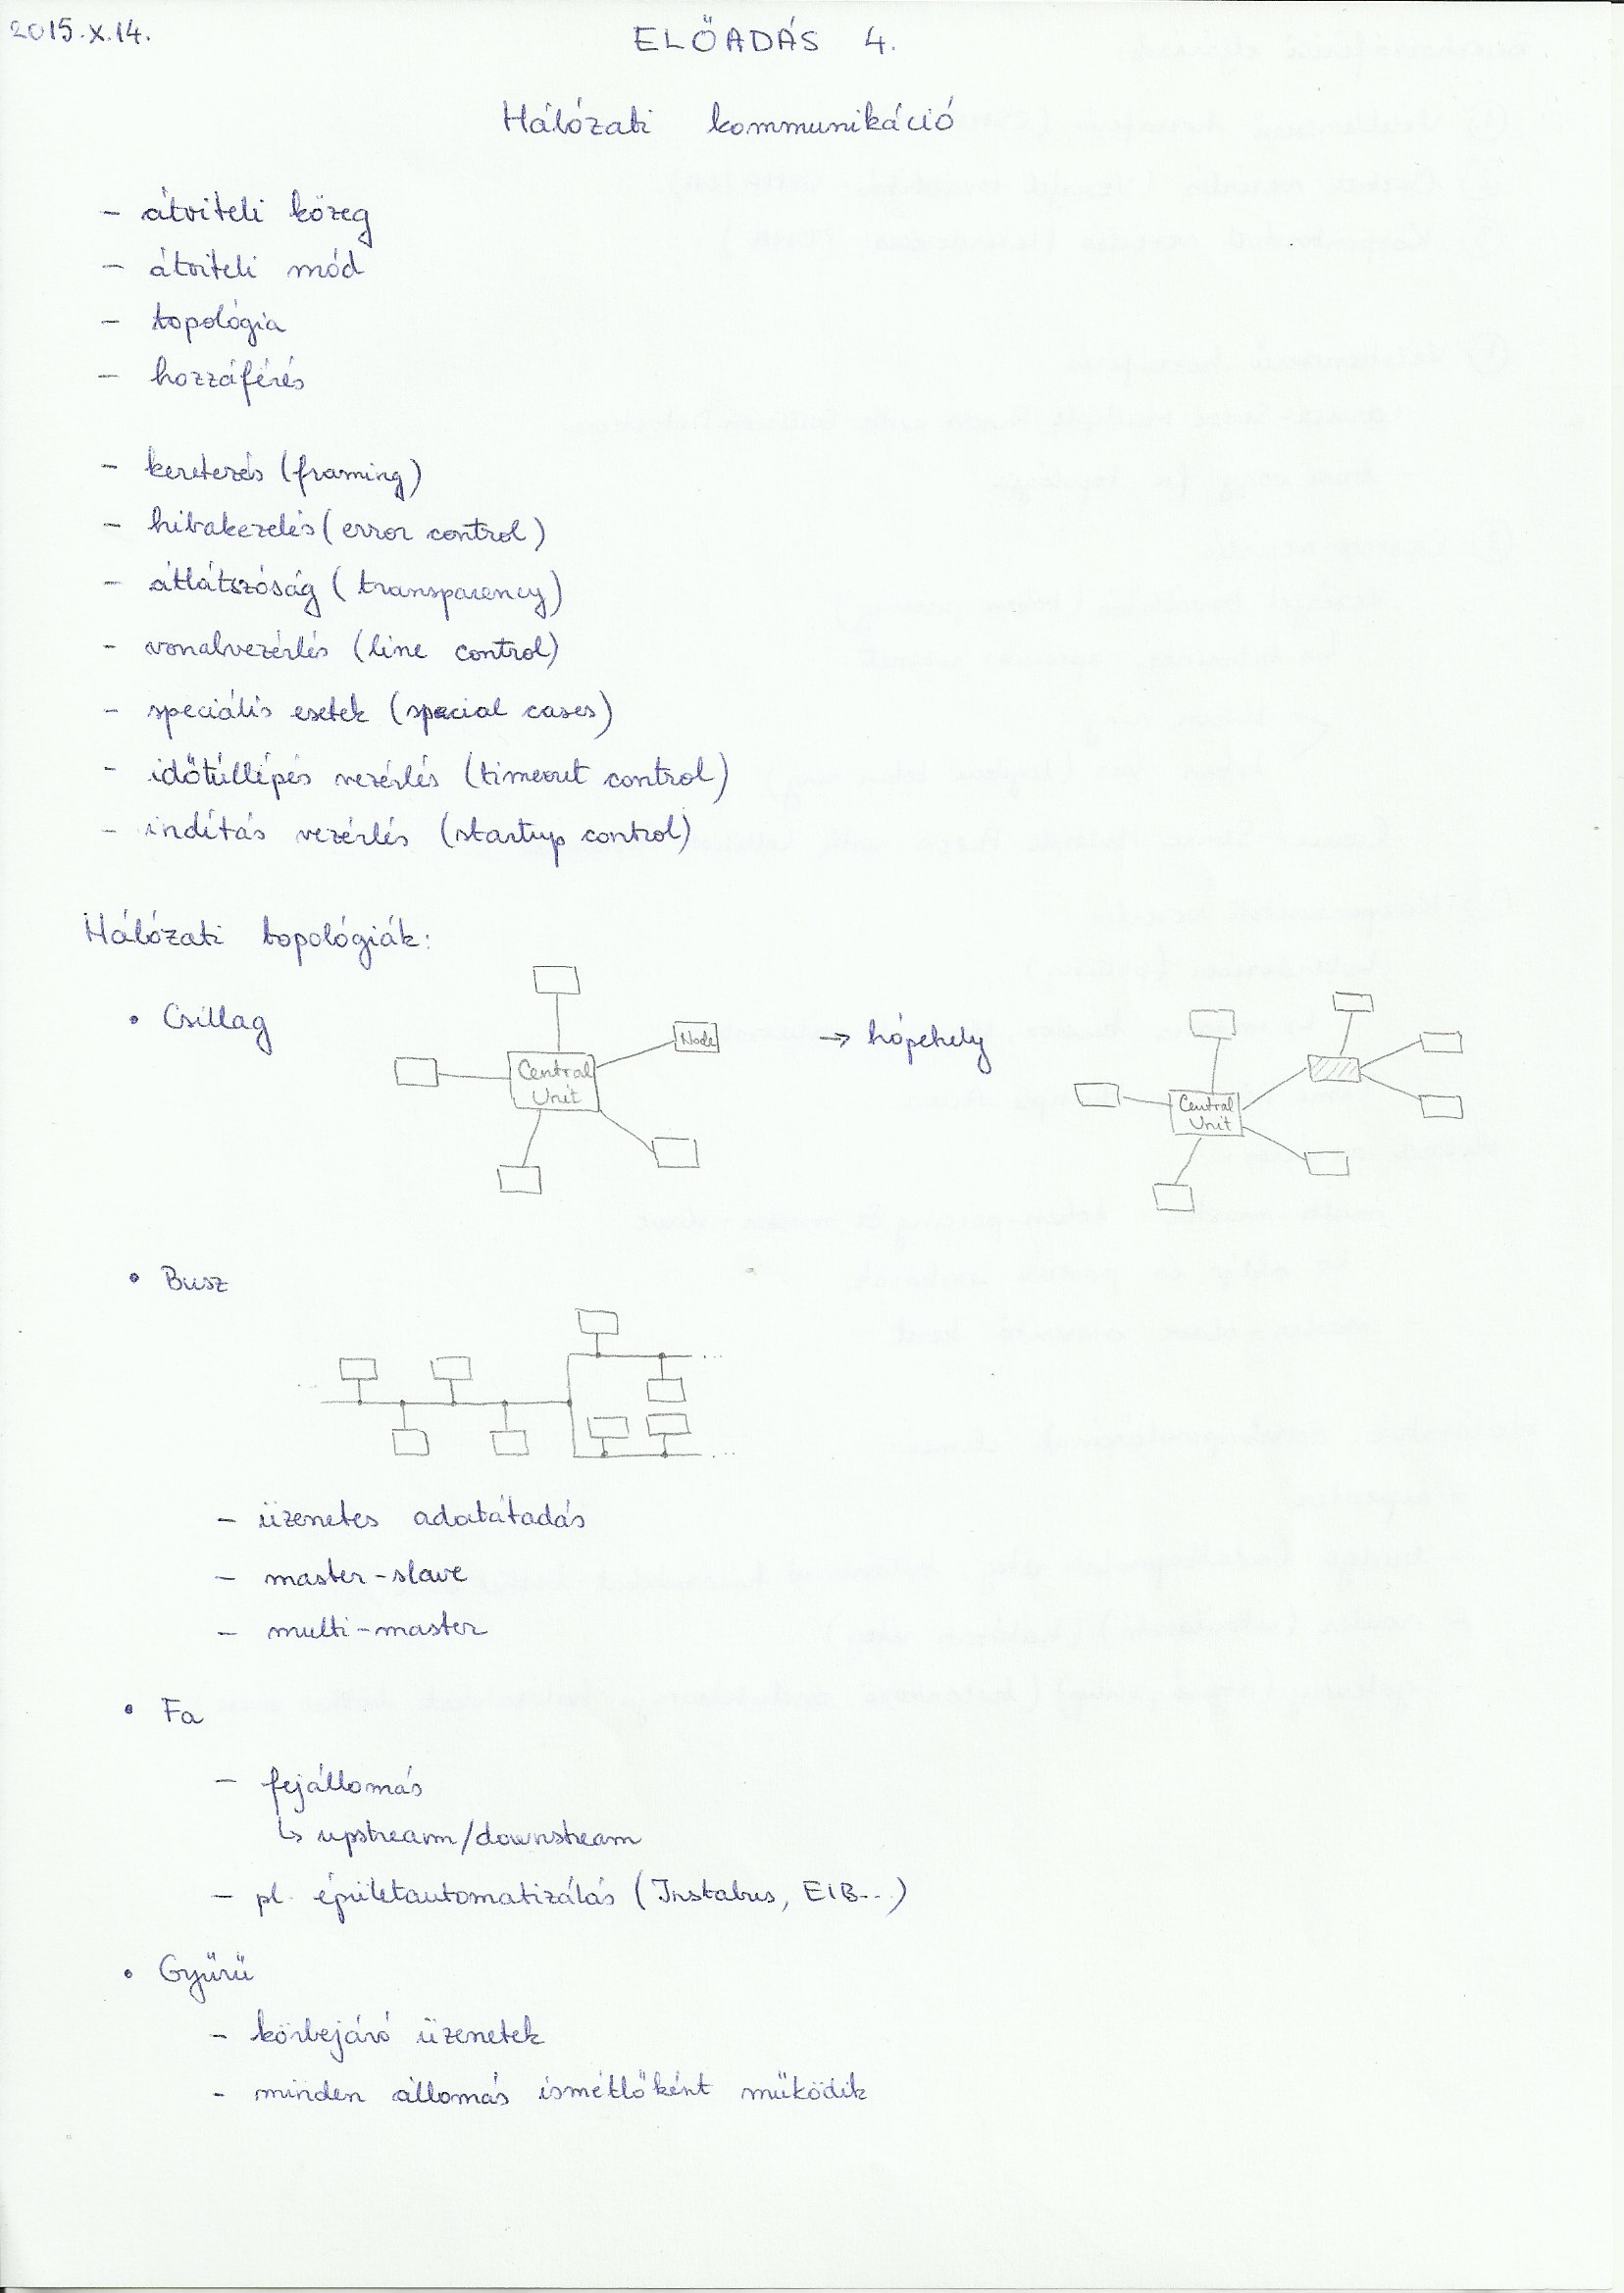 2015.X.14.
ELŐADÁS 4.
Hálózati kommunikáció
- átviteli közeg
- átviteli mód
- topológia
- hozzáférés
- keretezés (framing)
- hibakezelés (error control)
- átlátszóság (transparency)
- vonalvezérlés (line control)
- speciális esetek (special cases)
- időtúllépés vezérlés (timeout control)
- indítás vezérlés (startup control)
Hálózati topológiák:
• Csillag
Node
Central
Unit
→ hópehely
Central
Unit
• Busz
- üzenetes adatátadás
- master-slave
- multi-master
• Fa
- fejállomás
↳ upstream/downstream
- pl. épületautomatizálás (Instabus, EIB...)
• Gyűrű
- körbejáró üzenetek
- minden állomás ismétlőként működik